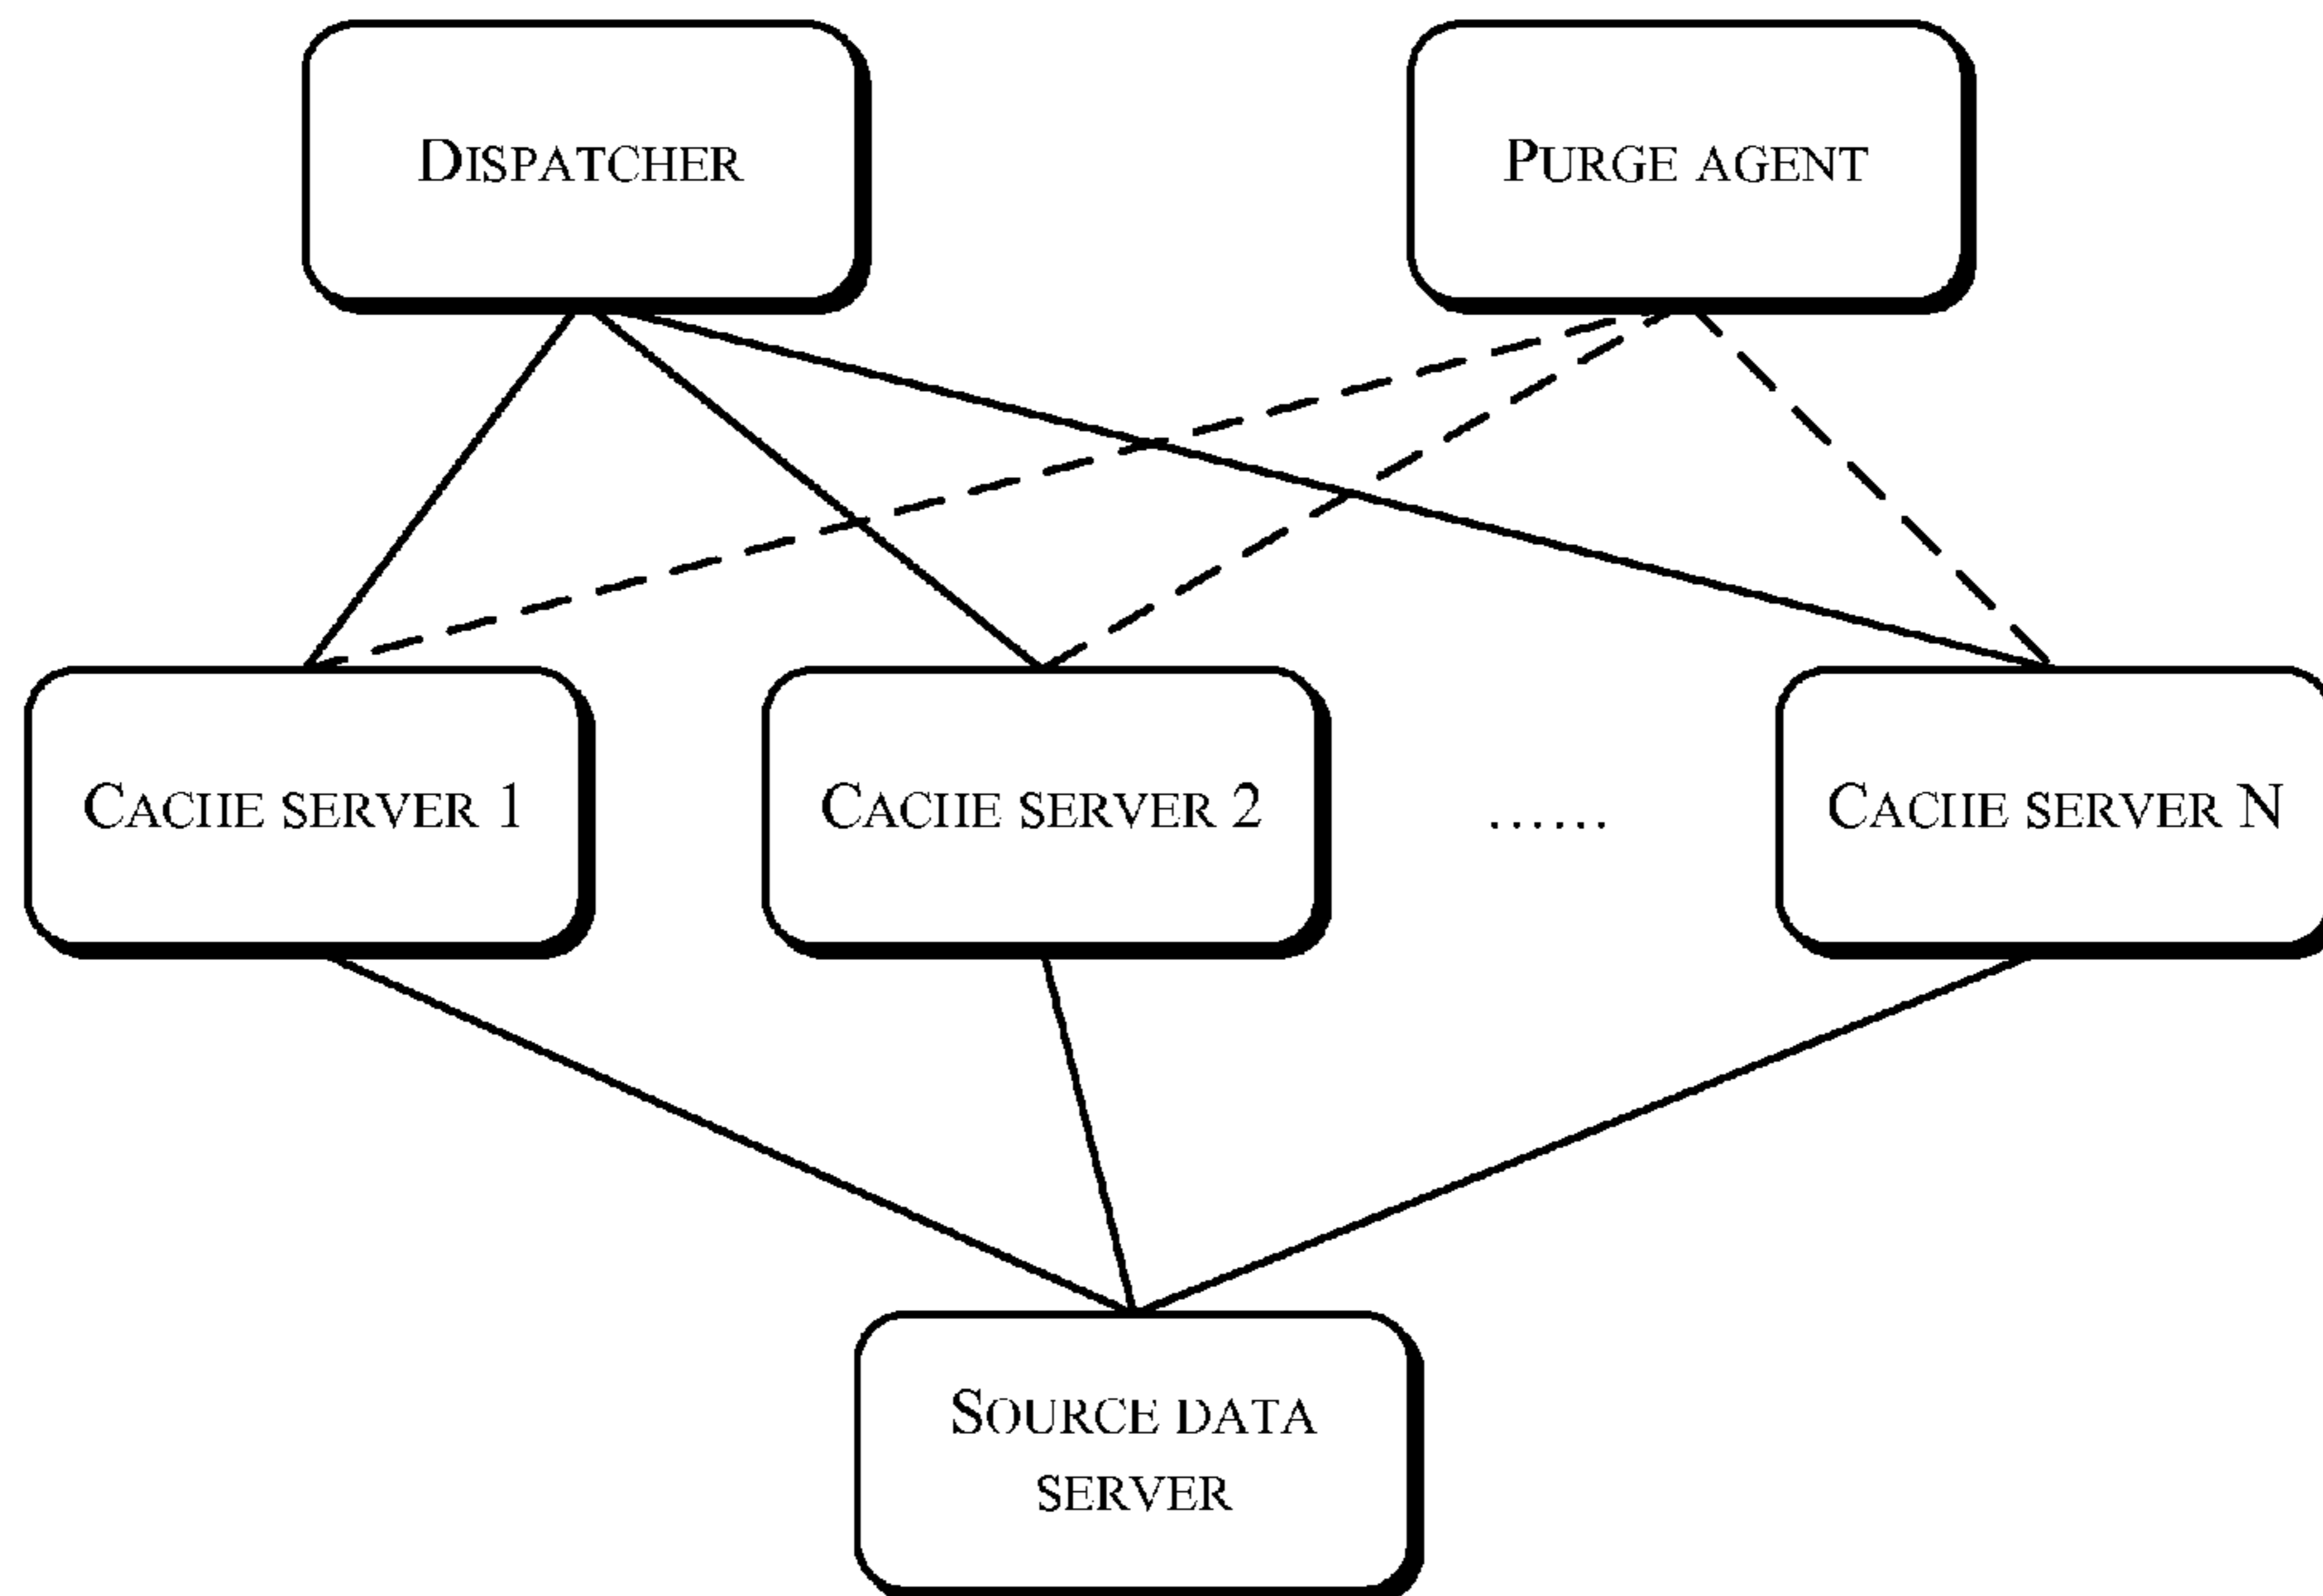 DISPATCHER
PURGE AGENT
CACHE SERVER 1
CACHE SERVER 2
......
CACHE SERVER N
SOURCE DATA
SERVER